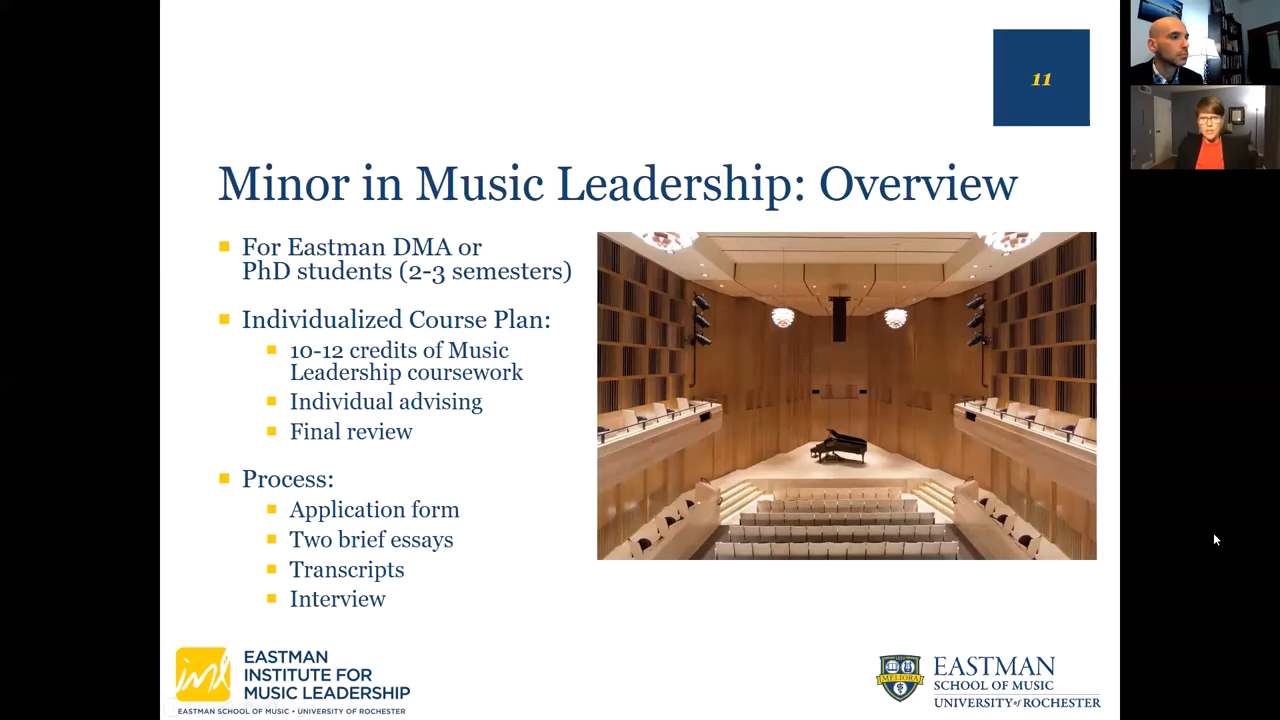 11
Minor in Music Leadership: Overview
For Eastman DMA or
PhD students (2-3 semesters)
Individualized Course Plan:
10-12 credits of Music
Leadership coursework
Individual advising
Final review
Process:
Application form
Two brief essays
Transcripts
Interview
iml
EASTMAN
INSTITUTE FOR
MUSIC LEADERSHIP
EASTMAN SCHOOL OF MUSIC • UNIVERSITY OF ROCHESTER
MELIORA
EASTMAN
SCHOOL OF MUSIC
UNIVERSITY of ROCHESTER